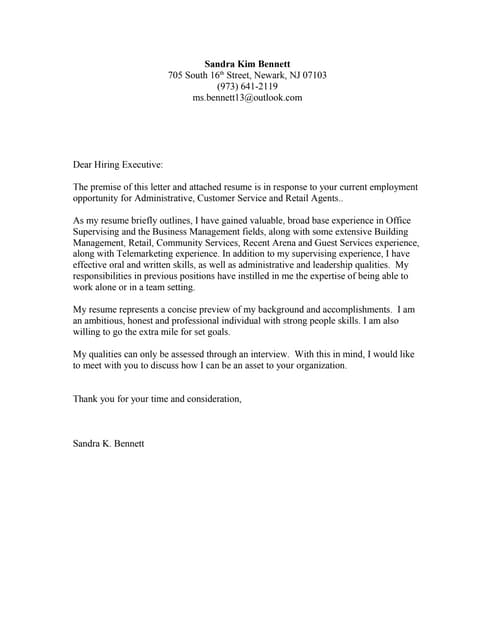 Sandra Kim Bennett
705 South 16th Street, Newark, NJ 07103
(973) 641-2119
ms.bennett13@outlook.com
Dear Hiring Executive:
The premise of this letter and attached resume is in response to your current employment
opportunity for Administrative, Customer Service and Retail Agents..
As my resume briefly outlines, I have gained valuable, broad base experience in Office
Supervising and the Business Management fields, along with some extensive Building
Management, Retail, Community Services, Recent Arena and Guest Services experience,
along with Telemarketing experience. In addition to my supervising experience, I have
effective oral and written skills, as well as administrative and leadership qualities.  My
responsibilities in previous positions have instilled in me the expertise of being able to
work alone or in a team setting.
My resume represents a concise preview of my background and accomplishments.  I am
an ambitious, honest and professional individual with strong people skills. I am also
willing to go the extra mile for set goals.
My qualities can only be assessed through an interview.  With this in mind, I would like
to meet with you to discuss how I can be an asset to your organization.
Thank you for your time and consideration,
Sandra K. Bennett